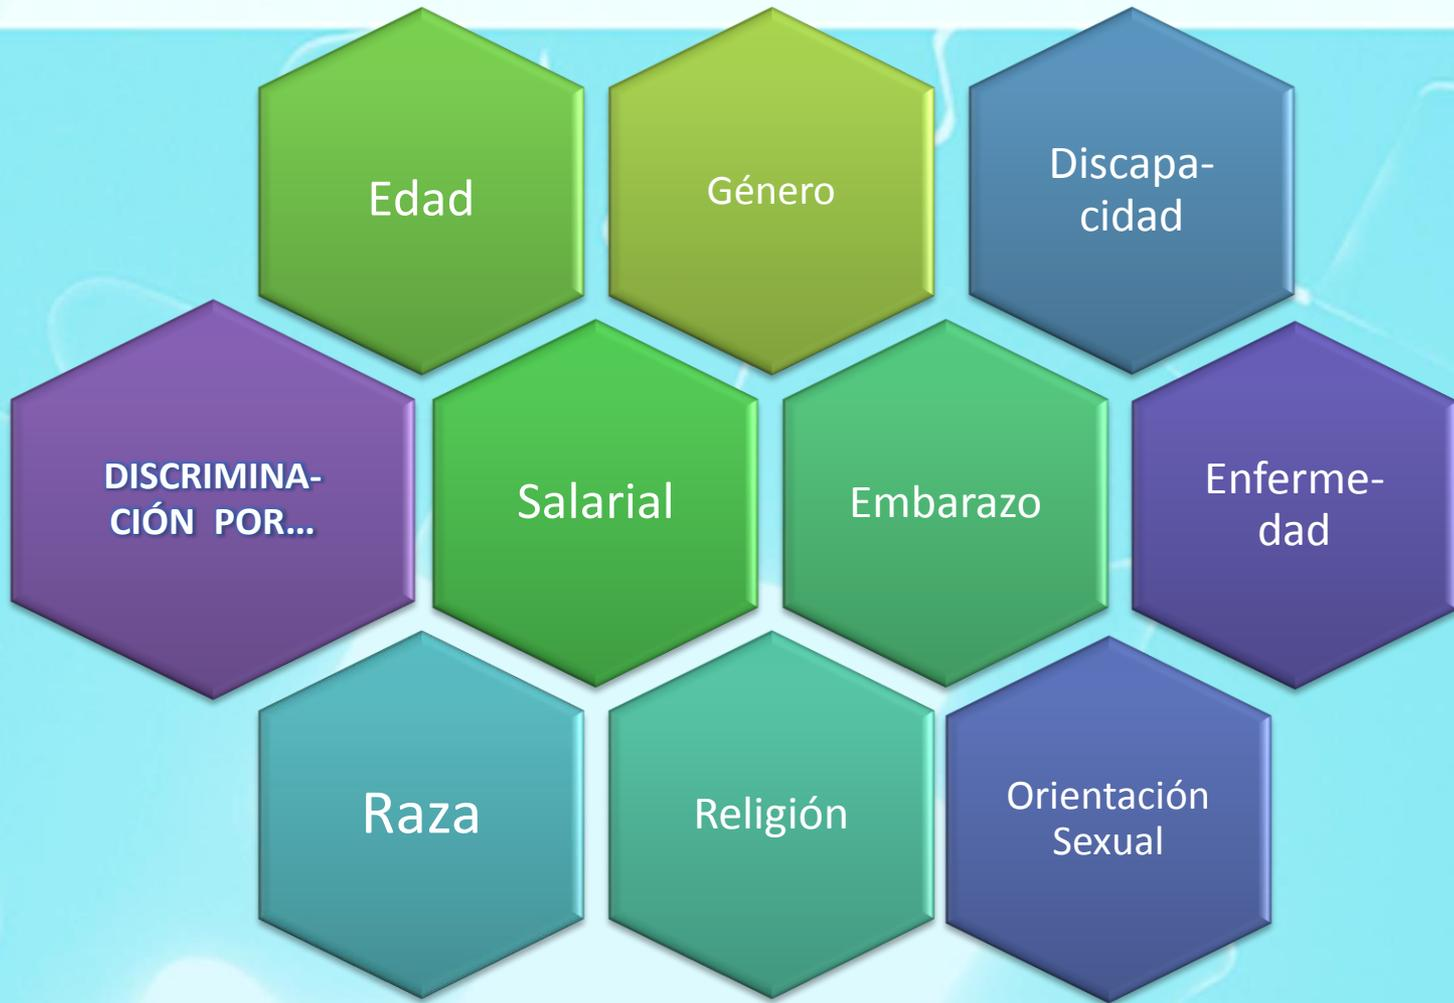 Edad
Género
Discapa-
cidad
DISCRIMINA-
CIÓN POR...
Salarial
Embarazo
Enferme-
dad
Raza
Religión
Orientación
Sexual